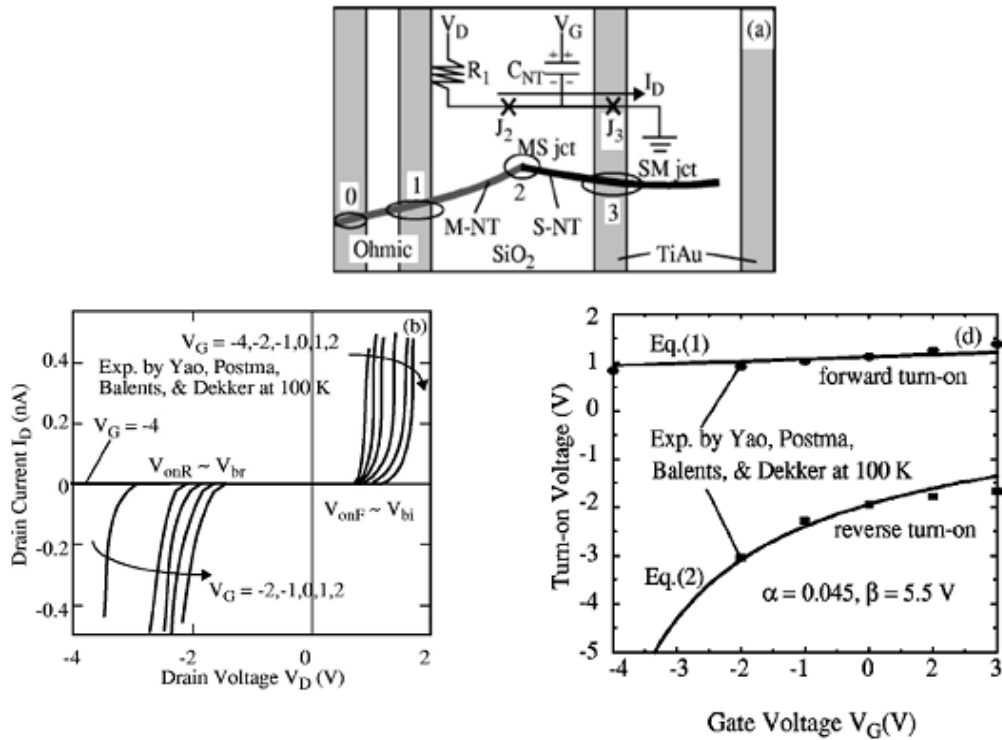 (a)
V_D
V_G
R_1
C_NT
++
--
I_D
J_2
J_3
MS jct
SM jct
0
1
2
3
M-NT
S-NT
Ohmic
SiO_2
TiAu
(b)
V_G = -4,-2,-1,0,1,2
Exp. by Yao, Postma,
Balents, & Dekker at 100 K
V_G = -4
V_onR ~ V_br
V_onF ~ V_bi
V_G = -2,-1,0,1,2
0.4
0.2
0
-0.2
-0.4
Drain Current I_D (nA)
-4
-2
0
2
Drain Voltage V_D (V)
(d)
Eq.(1)
forward turn-on
Exp. by Yao, Postma,
Balents, & Dekker at 100 K
reverse turn-on
Eq.(2)
α = 0.045, β = 5.5 V
2
1
0
-1
-2
-3
-4
-5
Turn-on Voltage (V)
-4
-3
-2
-1
0
2
3
Gate Voltage V_G(V)